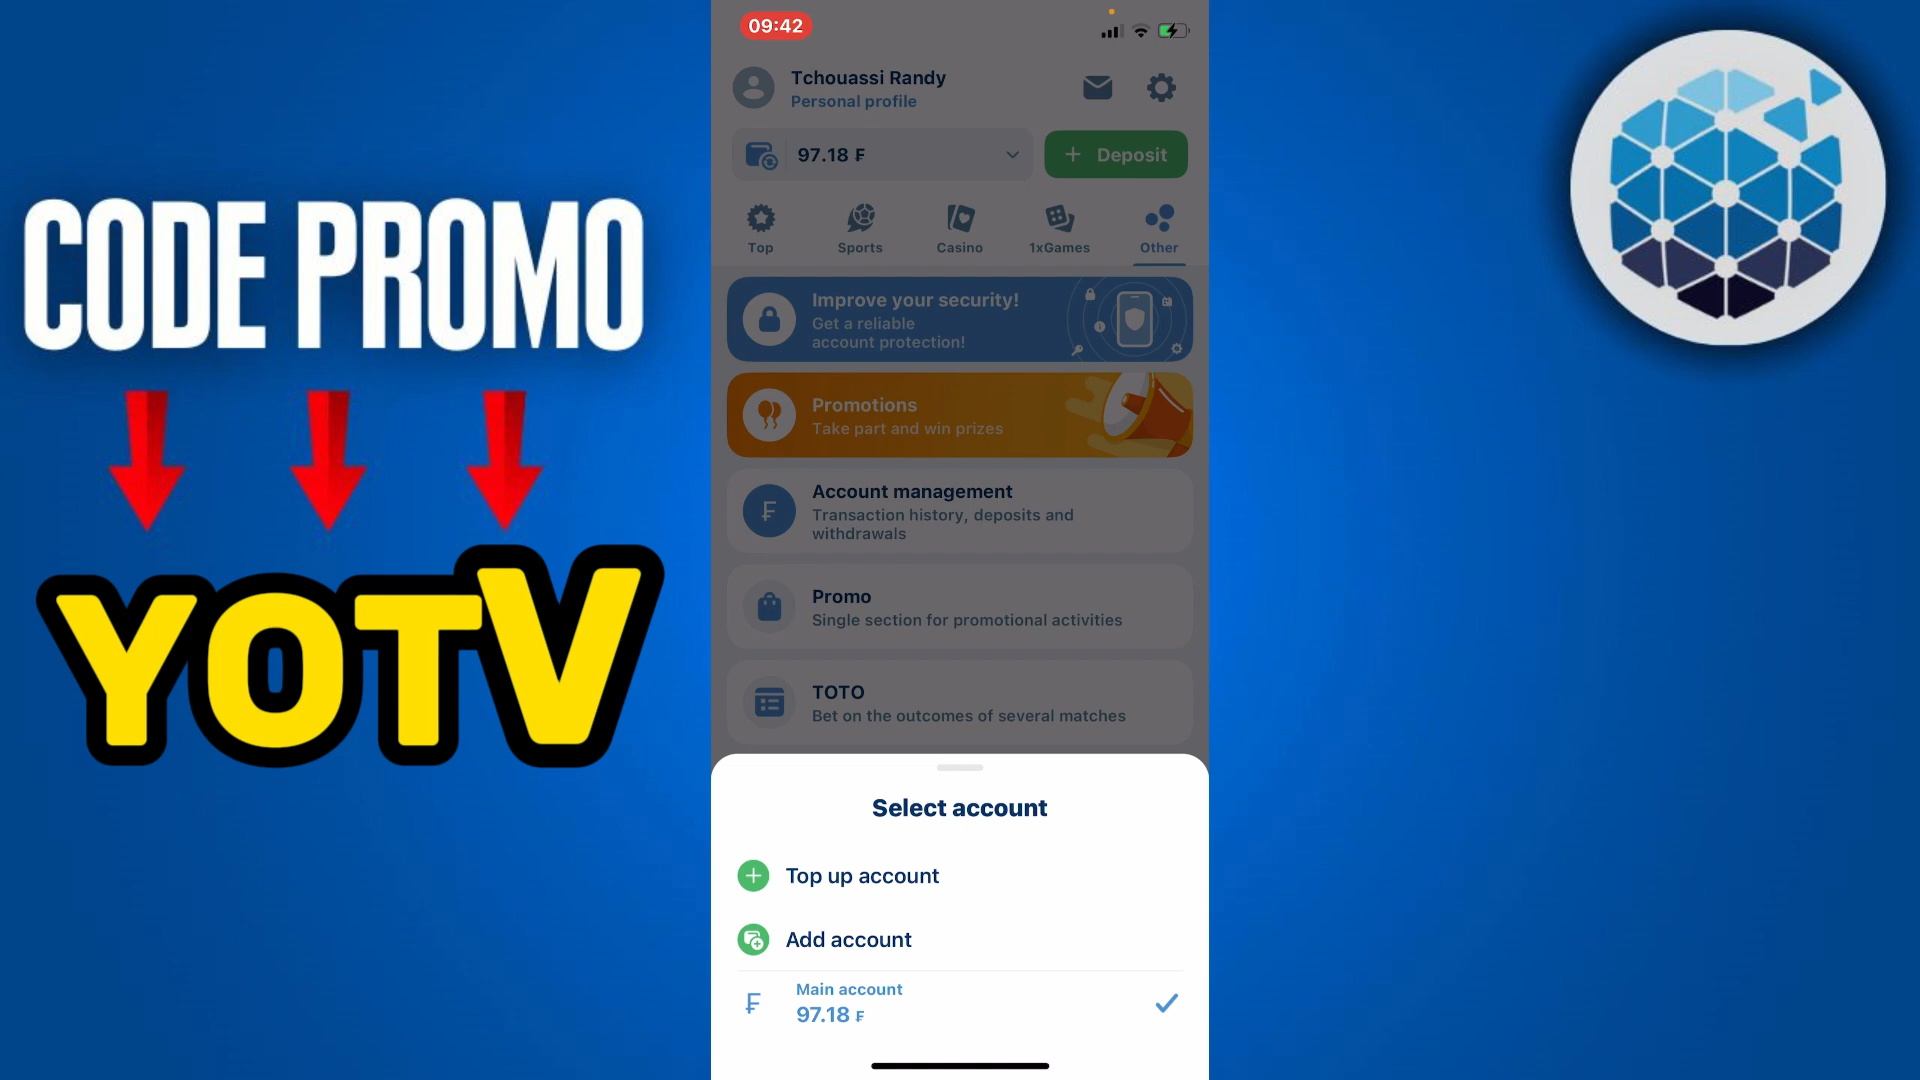 CODE PROMO
YOTV
09:42
Tchouassi Randy
Personal profile
97.18 ₣
+ Deposit
Top
Sports
Casino
1xGames
Other
Improve your security!
Get a reliable
account protection!
Promotions
Take part and win prizes
Account management
Transaction history, deposits and
withdrawals
Promo
Single section for promotional activities
TOTO
Bet on the outcomes of several matches
Select account
Top up account
Add account
Main account
97.18 ₣